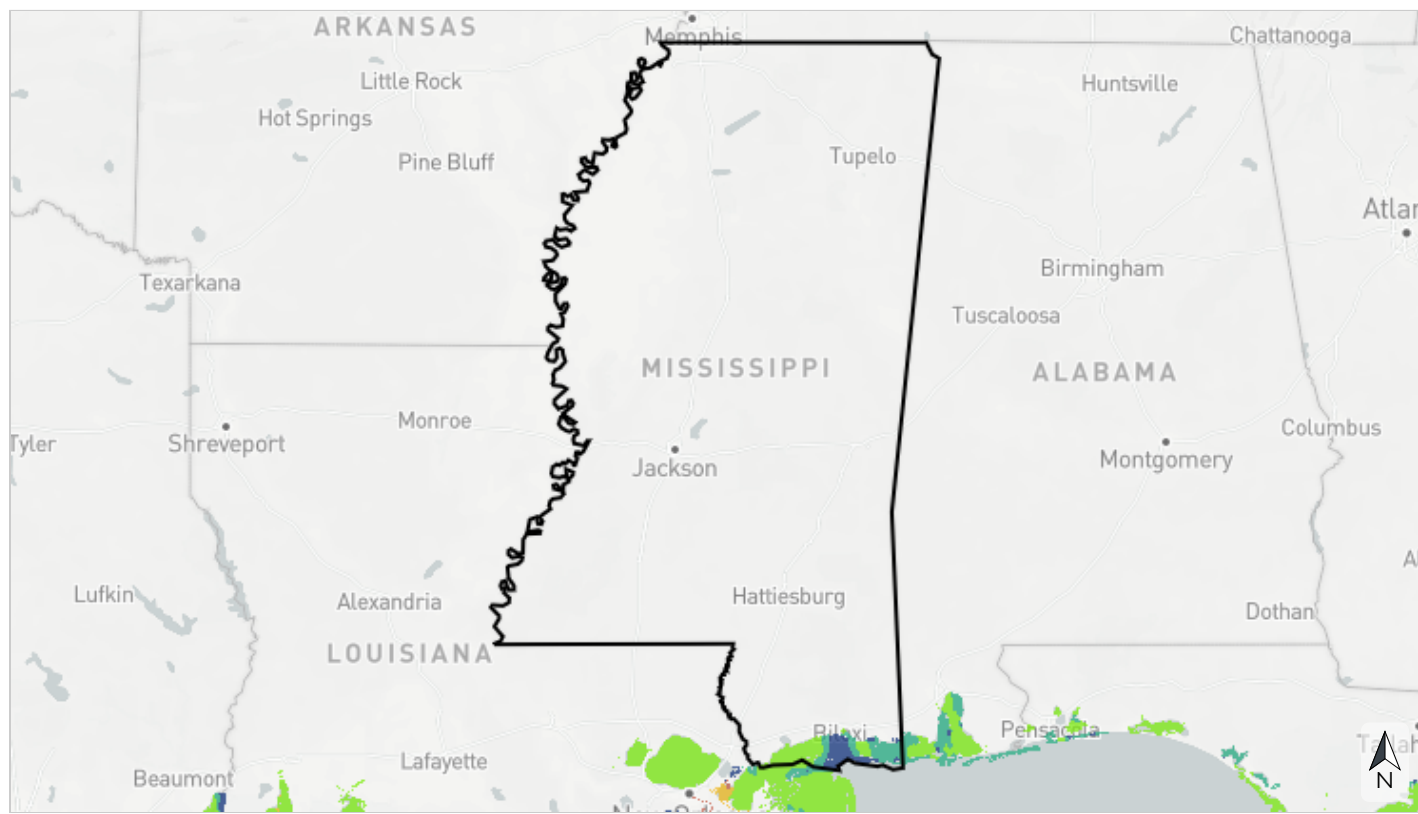 ARKANSAS
Memphis
Chattanooga
Little Rock
Huntsville
Hot Springs
Pine Bluff
Tupelo
Birmingham
Texarkana
Tuscaloosa
MISSISSIPPI
ALABAMA
Monroe
Columbus
Tyler
Shreveport
Jackson
Montgomery
Lufkin
Alexandria
Hattiesburg
Dothan
LOUISIANA
Biloxi
Pensacola
Lafayette
Beaumont
N